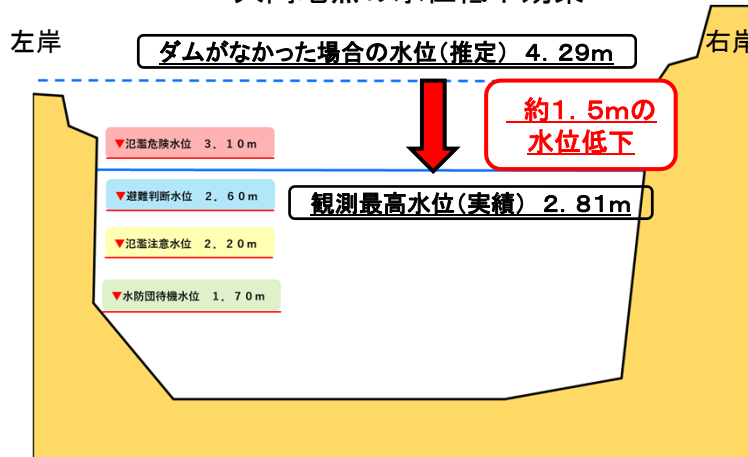 左岸
ダムがなかった場合の水位(推定) 4.29m
右岸
約1.5mの
水位低下
▼氾濫危険水位 3.10m
▼避難判断水位 2.60m
観測最高水位(実績) 2.81m
▼氾濫注意水位 2.20m
▼水防団待機水位 1.70m